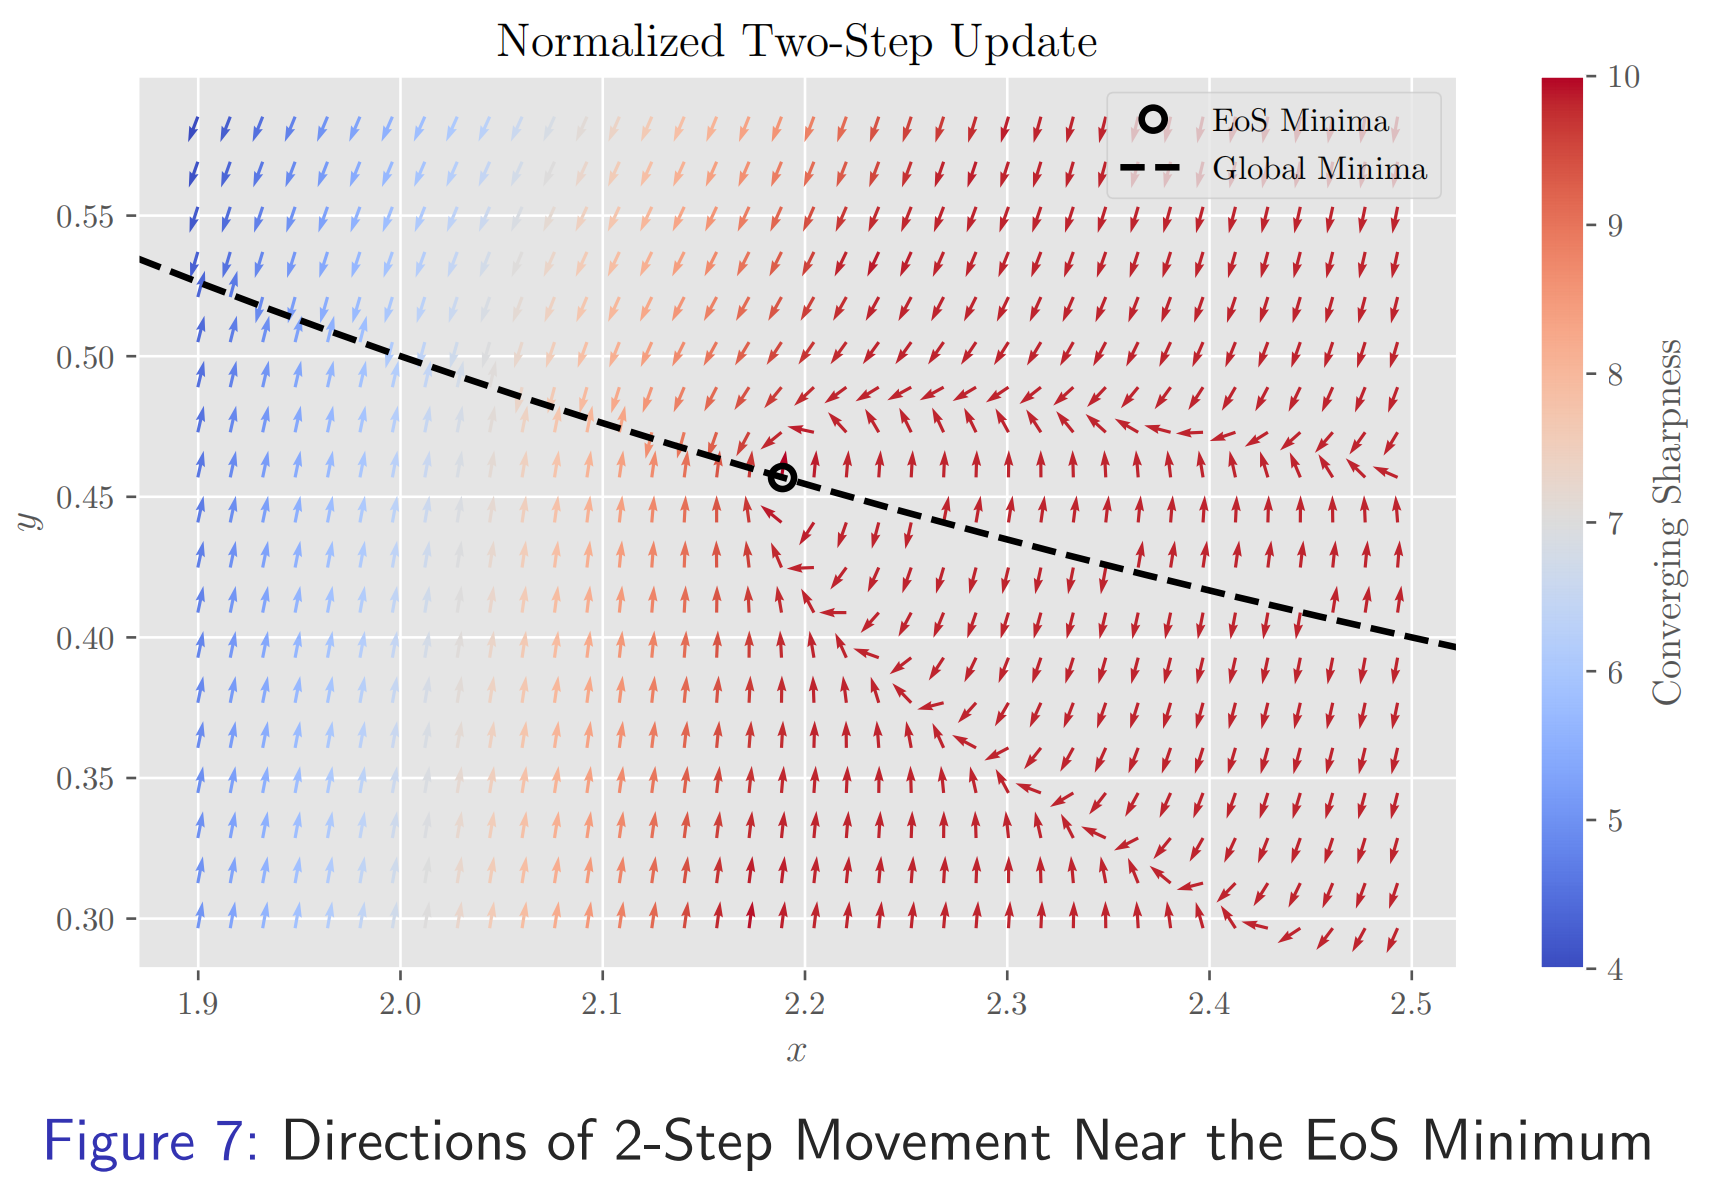 Normalized Two-Step Update
EoS Minima
Global Minima
0.55
0.50
0.45
0.40
0.35
0.30
y
1.9 2.0 2.1 2.2 2.3 2.4 2.5
x
10
9
8
7
6
5
4
Converging Sharpness
Figure 7: Directions of 2-Step Movement Near the EoS Minimum